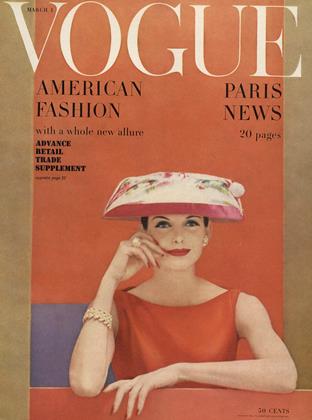 MARCH 1
VOGUE
AMERICAN
FASHION
with a whole new allure
ADVANCE
RETAIL
TRADE
SUPPLEMENT
PARIS
NEWS
20 pages
50 CENTS